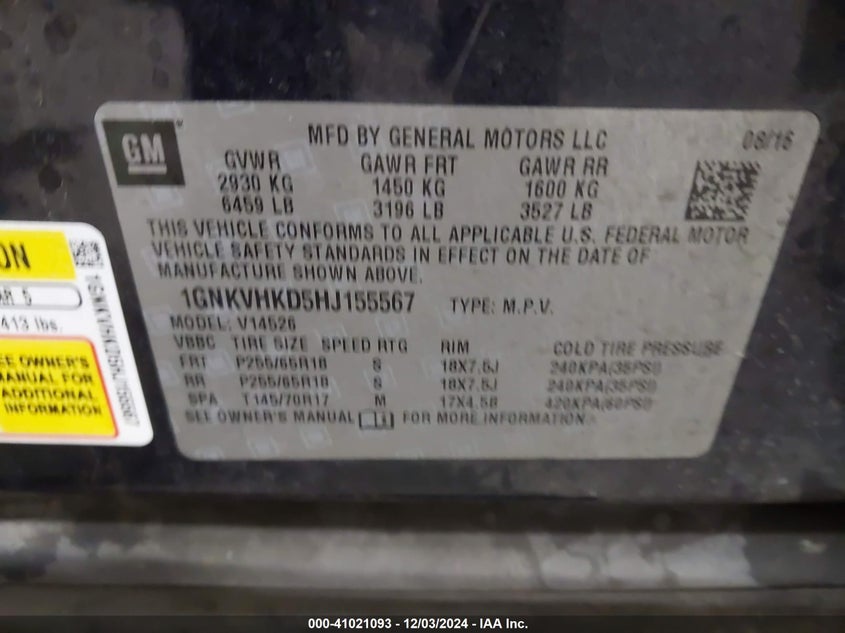 GM
MFD BY GENERAL MOTORS LLC 08/16
GVWR GAWR FRT GAWR RR
2930 KG 1450 KG 1600 KG
6459 LB 3196 LB 3527 LB
THIS VEHICLE CONFORMS TO ALL APPLICABLE U.S. FEDERAL MOTOR
VEHICLE SAFETY STANDARDS IN EFFECT ON THE DATE OF
MANUFACTURE SHOWN ABOVE.
1GNKVHKD5HJ155567 TYPE: M.P.V.
MODEL: V14526
VBBC TIRE SIZE SPEED RTG RIM COLD TIRE PRESSURE
FRT P255/65R18 S 18X7.5J 240KPA(35PSI)
RR P255/65R18 S 18X7.5J 240KPA(35PSI)
SPA T145/70R17 M 17X4.5B 420KPA(60PSI)
SEE OWNER'S MANUAL FOR MORE INFORMATION
ON
AR 5
413 lbs.
SEE OWNER'S
MANUAL FOR
ADDITIONAL
INFORMATION
000-41021093 - 12/03/2024 - IAA Inc.